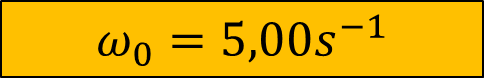 ω₀ = 5,00s⁻¹